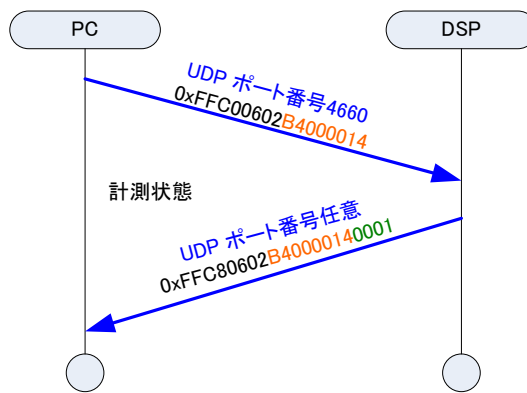 PC
DSP
UDP ポート番号4660
0xFFC00602B4000014
計測状態
UDP ポート番号任意
0xFFC80602B40000140001